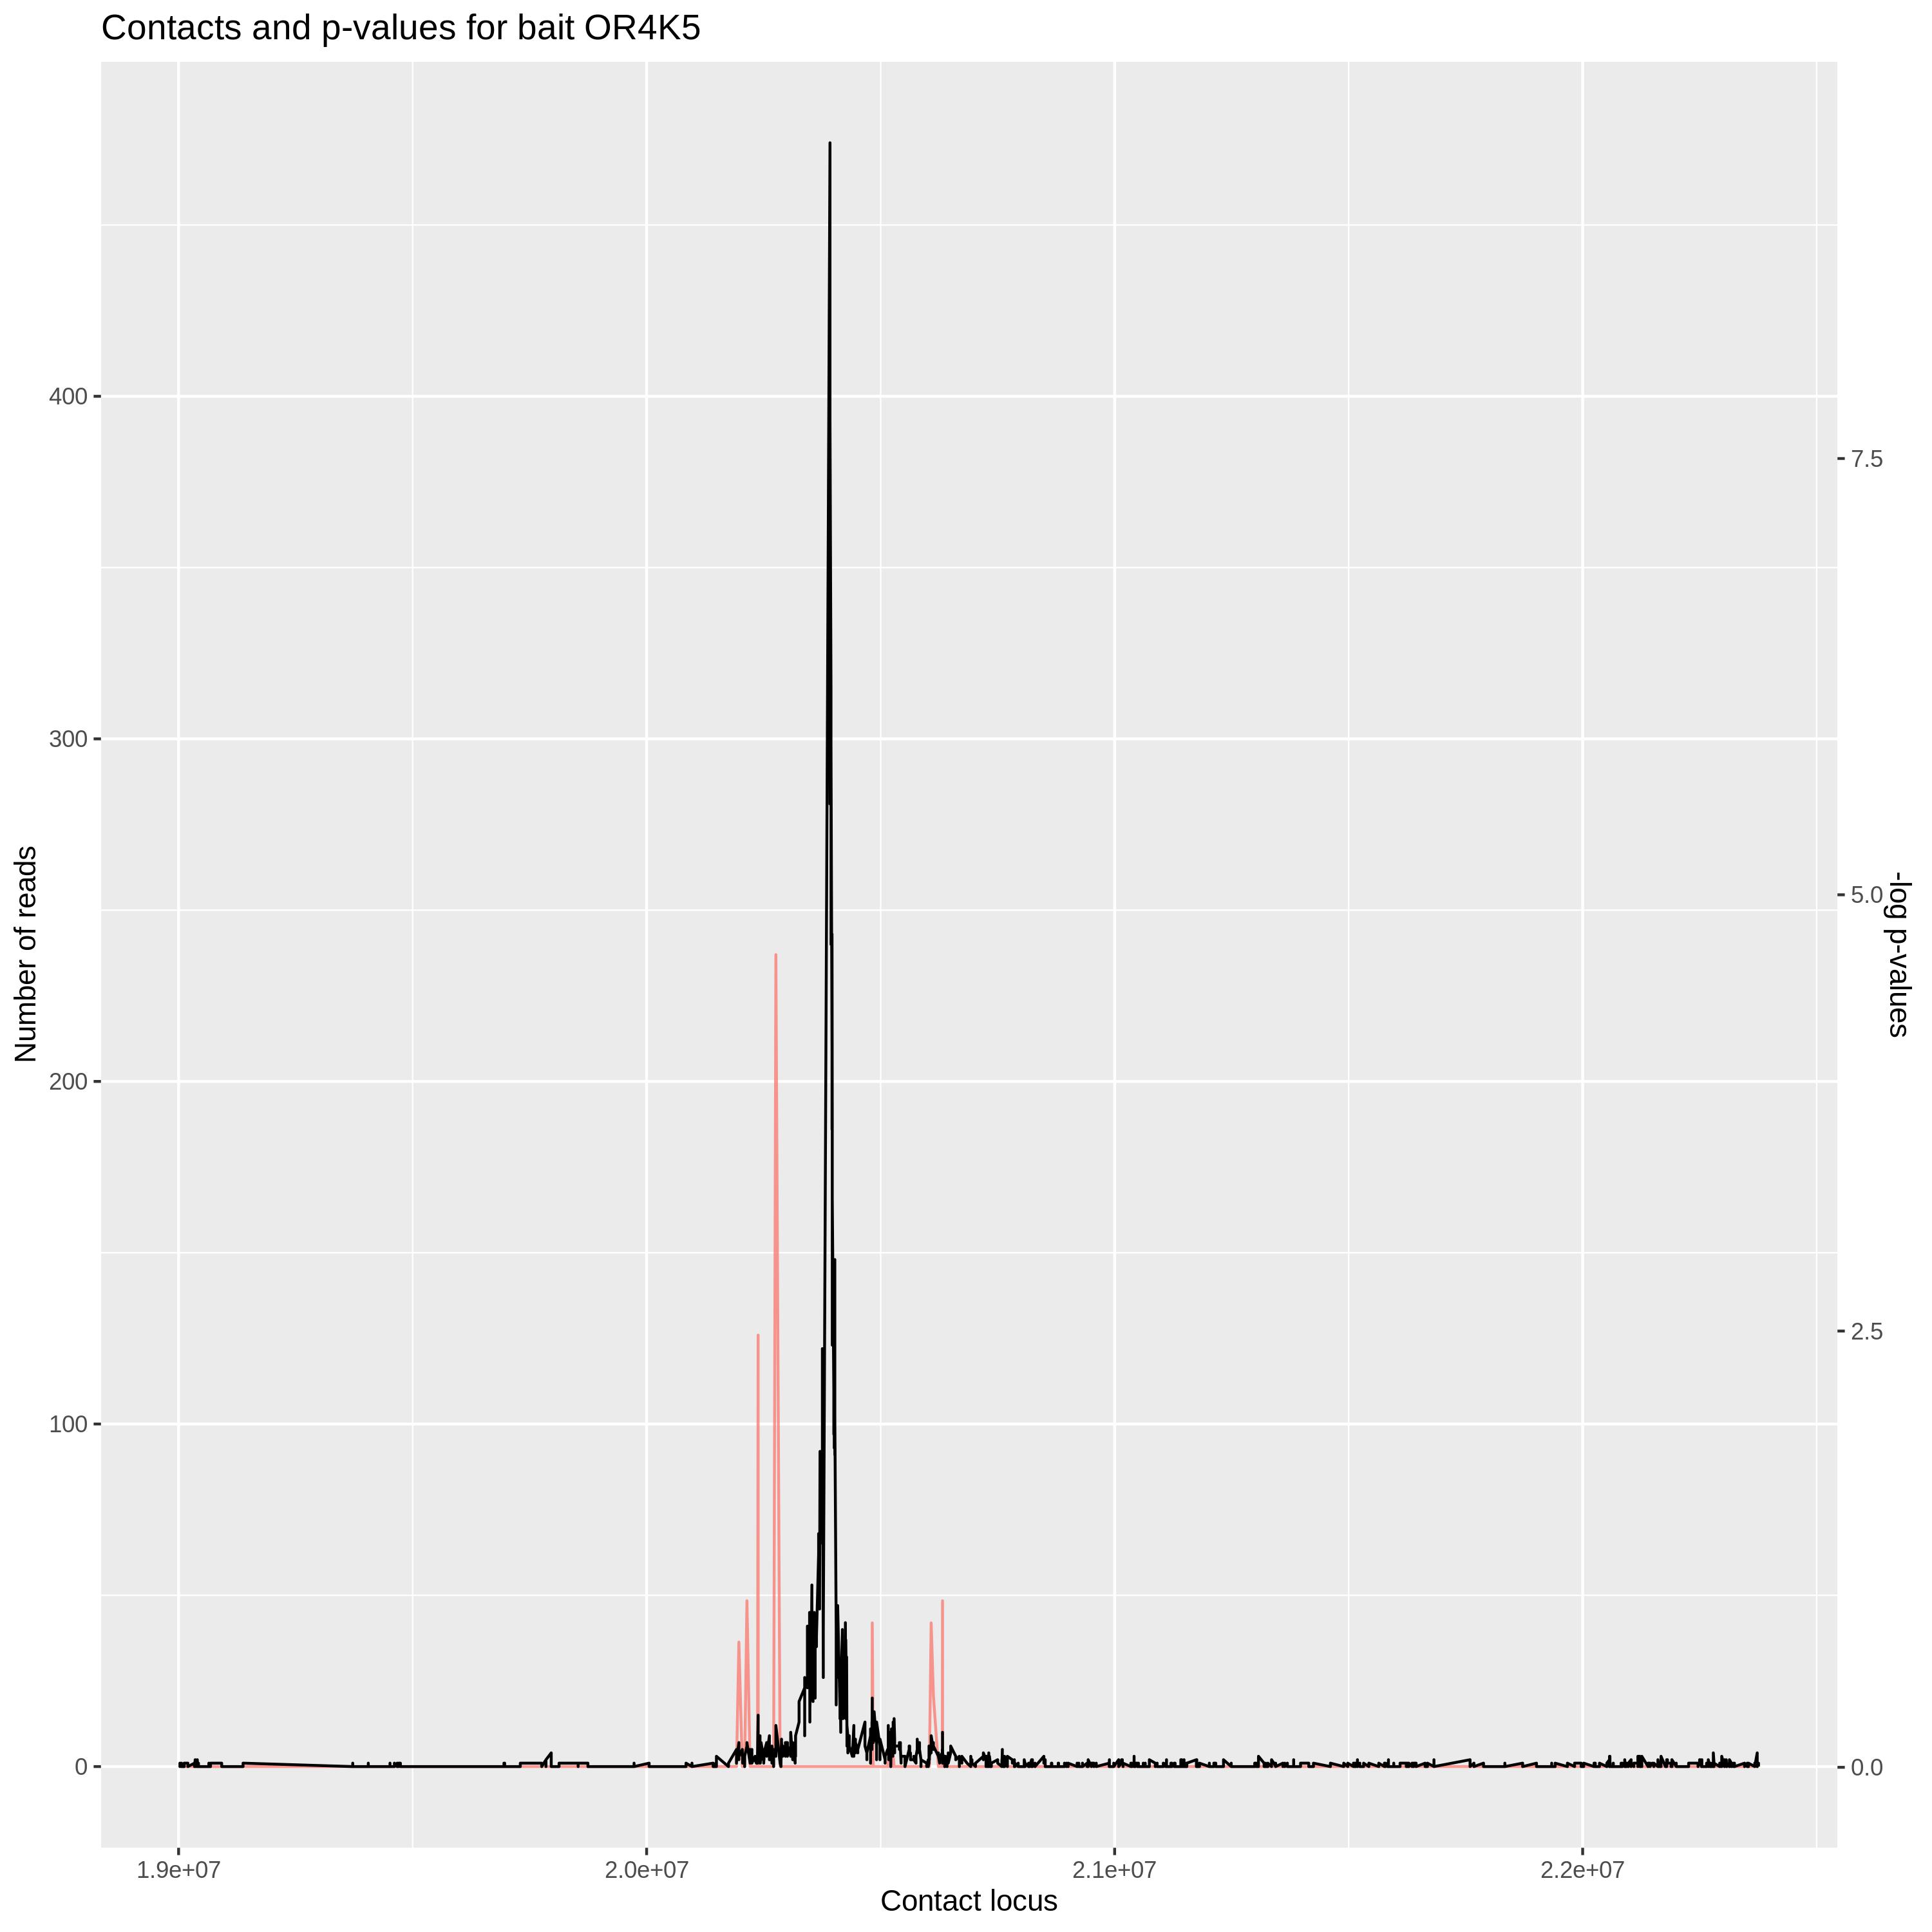 Contacts and p-values for bait OR4K5
Number of reads
400
300
200
100
0
7.5
5.0
2.5
0.0
-log p-values
1.9e+07 2.0e+07 2.1e+07 2.2e+07
Contact locus